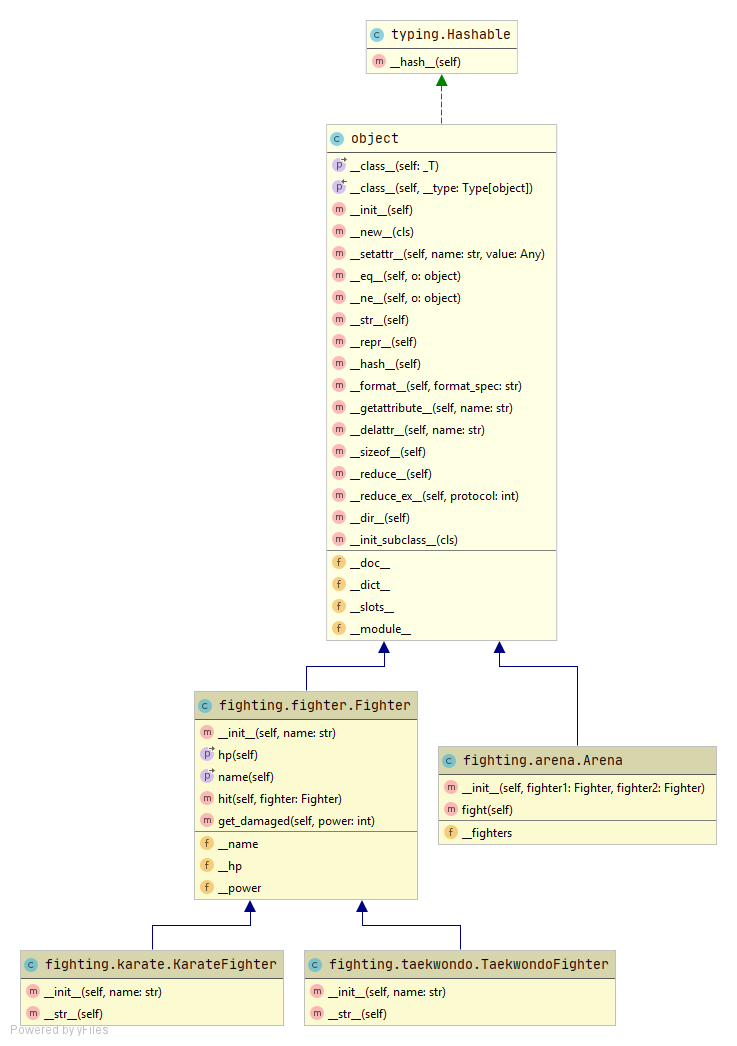 typing.Hashable
m __hash__(self)
c object
p __class__(self: _T)
p __class__(self, __type: Type[object])
m __init__(self)
m __new__(cls)
m __setattr__(self, name: str, value: Any)
m __eq__(self, o: object)
m __ne__(self, o: object)
m __str__(self)
m __repr__(self)
m __hash__(self)
m __format__(self, format_spec: str)
m __getattribute__(self, name: str)
m __delattr__(self, name: str)
m __sizeof__(self)
m __reduce__(self)
m __reduce_ex__(self, protocol: int)
m __dir__(self)
m __init_subclass__(cls)
f __doc__
f __dict__
f __slots__
f __module__
c fighting.fighter.Fighter
m __init__(self, name: str)
p hp(self)
p name(self)
m hit(self, fighter: Fighter)
m get_damaged(self, power: int)
f __name
f __hp
f __power
c fighting.arena.Arena
m __init__(self, fighter1: Fighter, fighter2: Fighter)
m fight(self)
f __fighters
c fighting.karate.KarateFighter
m __init__(self, name: str)
m __str__(self)
c fighting.taekwondo.TaekwondoFighter
m __init__(self, name: str)
m __str__(self)
Powered by yFiles